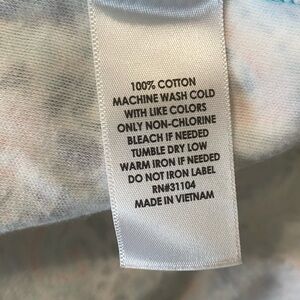 100% COTTON
MACHINE WASH COLD
WITH LIKE COLORS
ONLY NON-CHLORINE
BLEACH IF NEEDED
TUMBLE DRY LOW
WARM IRON IF NEEDED
DO NOT IRON LABEL
RN#31104
MADE IN VIETNAM